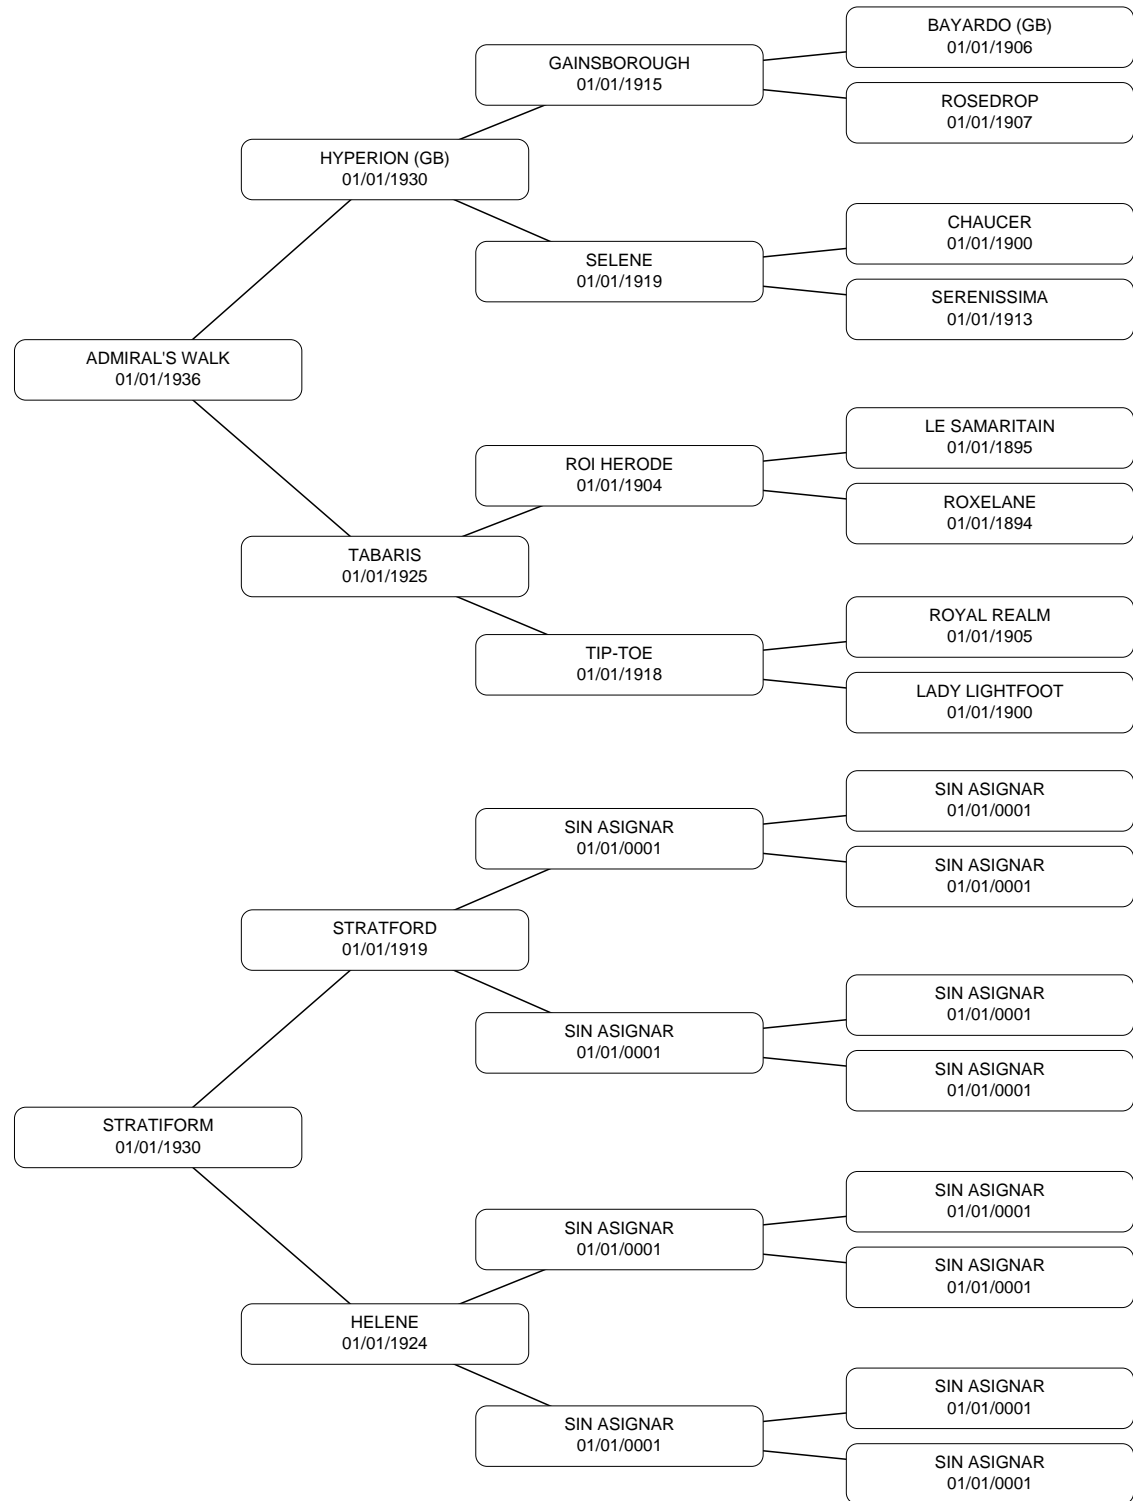 BAYARDO (GB)
01/01/1906
GAINSBOROUGH
01/01/1915
ROSEDROP
01/01/1907
HYPERION (GB)
01/01/1930
CHAUCER
01/01/1900
SELENE
01/01/1919
SERENISSIMA
01/01/1913
ADMIRAL'S WALK
01/01/1936
LE SAMARITAIN
01/01/1895
ROI HERODE
01/01/1904
ROXELANE
01/01/1894
TABARIS
01/01/1925
ROYAL REALM
01/01/1905
TIP-TOE
01/01/1918
LADY LIGHTFOOT
01/01/1900
SIN ASIGNAR
01/01/0001
SIN ASIGNAR
01/01/0001
SIN ASIGNAR
01/01/0001
STRATFORD
01/01/1919
SIN ASIGNAR
01/01/0001
SIN ASIGNAR
01/01/0001
SIN ASIGNAR
01/01/0001
STRATIFORM
01/01/1930
SIN ASIGNAR
01/01/0001
SIN ASIGNAR
01/01/0001
SIN ASIGNAR
01/01/0001
HELENE
01/01/1924
SIN ASIGNAR
01/01/0001
SIN ASIGNAR
01/01/0001
SIN ASIGNAR
01/01/0001